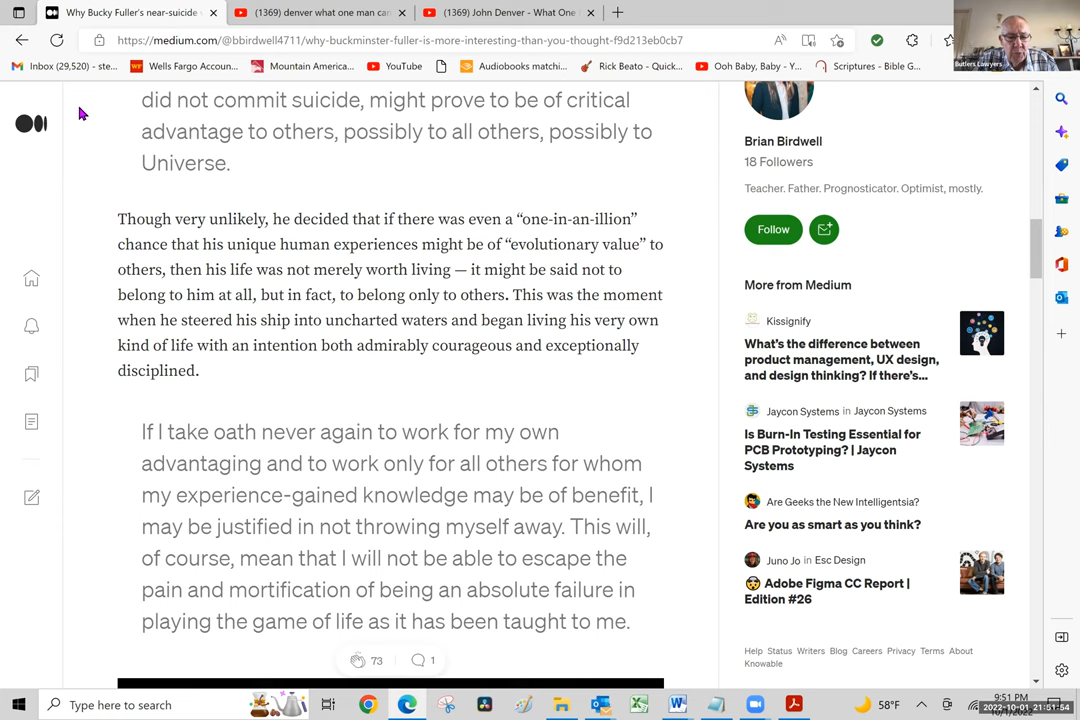 Why Bucky Fuller's near-suicide
(1369) denver what one man can
(1369) John Denver - What One
https://medium.com/@bbirdwell4711/why-buckminster-fuller-is-more-interesting-than-you-thought-f9d213eb0cb7
Inbox (29,520) - ste...
Wells Fargo Accoun...
Mountain America...
YouTube
Audiobooks matchi...
Rick Beato - Quick...
Ooh Baby, Baby - Y...
Scriptures - Bible G...
Butlers Lawyers
did not commit suicide, might prove to be of critical
advantage to others, possibly to all others, possibly to
Universe.
Though very unlikely, he decided that if there was even a “one-in-an-illion”
chance that his unique human experiences might be of “evolutionary value” to
others, then his life was not merely worth living — it might be said not to
belong to him at all, but in fact, to belong only to others. This was the moment
when he steered his ship into uncharted waters and began living his very own
kind of life with an intention both admirably courageous and exceptionally
disciplined.
If I take oath never again to work for my own
advantaging and to work only for all others for whom
my experience-gained knowledge may be of benefit, I
may be justified in not throwing myself away. This will,
of course, mean that I will not be able to escape the
pain and mortification of being an absolute failure in
playing the game of life as it has been taught to me.
73
1
Brian Birdwell
18 Followers
Teacher. Father. Prognosticator. Optimist, mostly.
Follow
More from Medium
Kissignify
What's the difference between
product management, UX design,
and design thinking? If there's...
Jaycon Systems in Jaycon Systems
Is Burn-In Testing Essential for
PCB Prototyping? | Jaycon
Systems
Are Geeks the New Intelligentsia?
Are you as smart as you think?
Juno Jo in Esc Design
Adobe Figma CC Report |
Edition #26
Help Status Writers Blog Careers Privacy Terms About
Knowable
Type here to search
58°F
9:51 PM
10/1/2022
2022-10-01 21:51:54